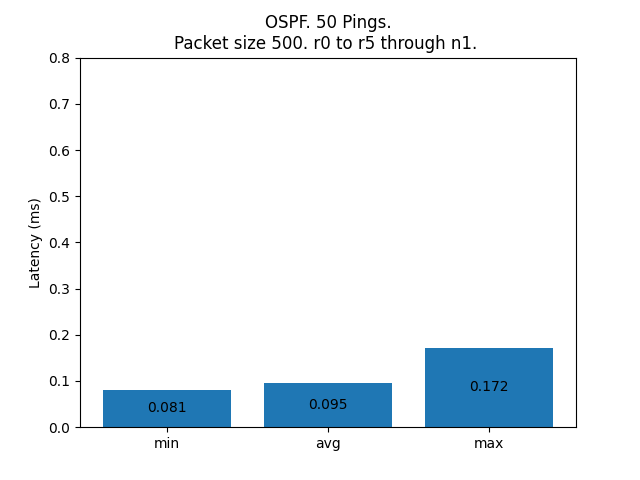 OSPF. 50 Pings.
Packet size 500. r0 to r5 through n1.
0.8
0.7
0.6
0.5
0.4
0.3
0.2
0.1
0.0
Latency (ms)
0.081
0.095
0.172
min
avg
max